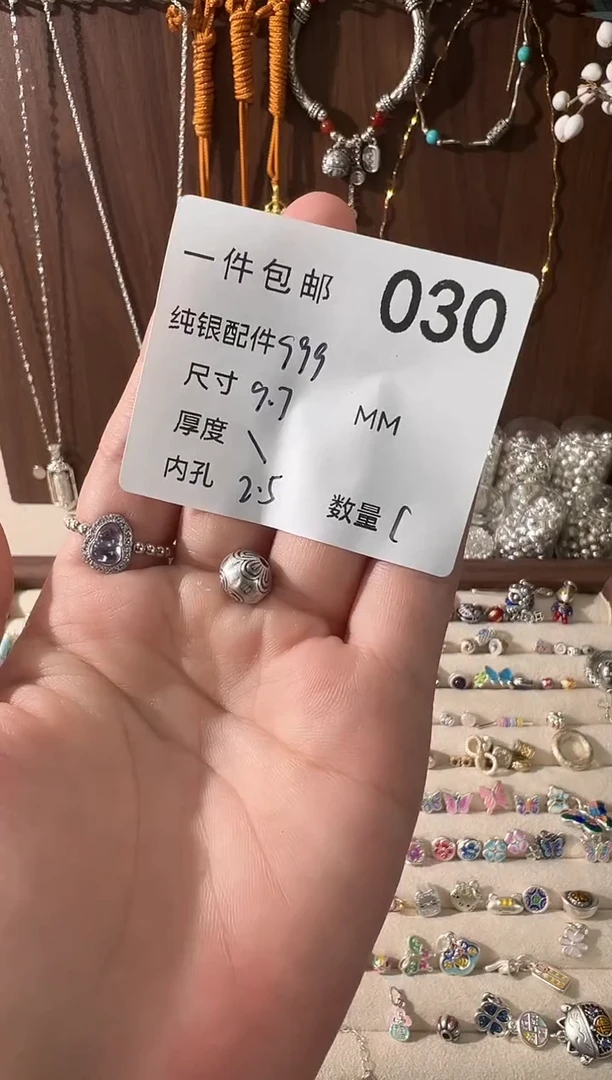 一件包邮 030
纯银配件999
尺寸 9.7 MM
厚度 \
内孔 2.5 数量 1